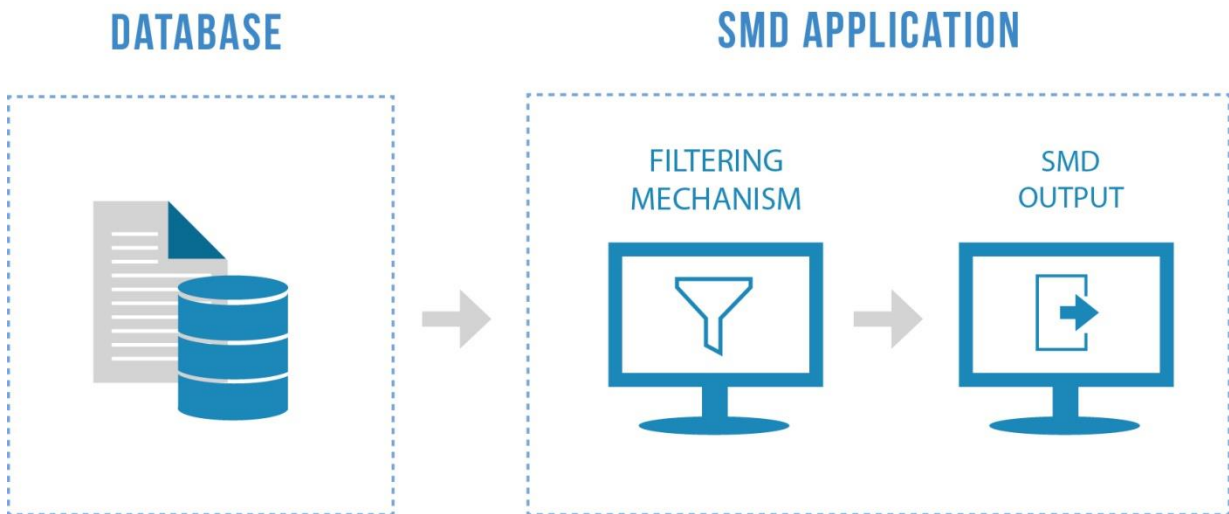 DATABASE
SMD APPLICATION
FILTERING
MECHANISM
SMD
OUTPUT